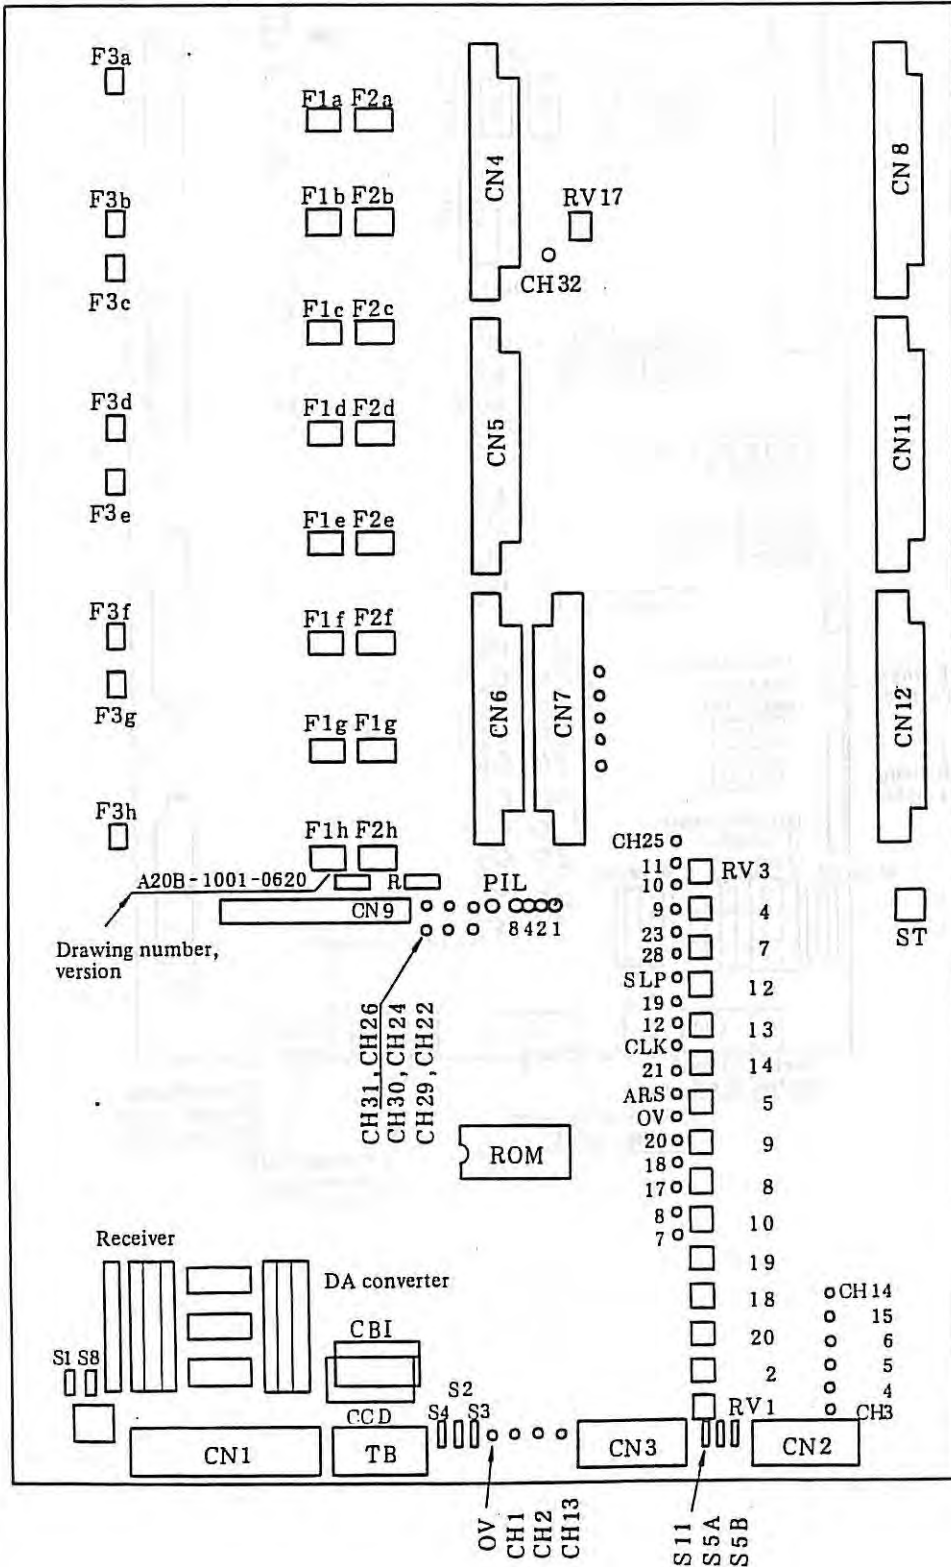 F3a
F1a F2a
CN4
CN8
F3b
F1b F2b
RV17
CH32
F3c
F1c F2c
F3d
F1d F2d
CN5
CN11
F3e
F1e F2e
F3f
F1f F2f
CN6
CN7
CN12
F3g
F1g F1g
F3h
F1h F2h
CH25
11
RV3
10
A20B-1001-0620
R
PIL
CN9
8421
9
4
ST
Drawing number,
version
23
7
28
SLP
12
19
12
13
CLK
14
21
CH31, CH26
CH30, CH24
CH29, CH22
ARS
5
OV
ROM
20
9
18
17
8
8
10
7
Receiver
19
DA converter
18
CH14
15
CBI
20
6
S1 S8
2
5
4
S2
S4
S3
RV1
CH3
CCD
CN1
TB
CN3
CN2
OV
CH1
CH2
CH13
S11
S5A
S5B